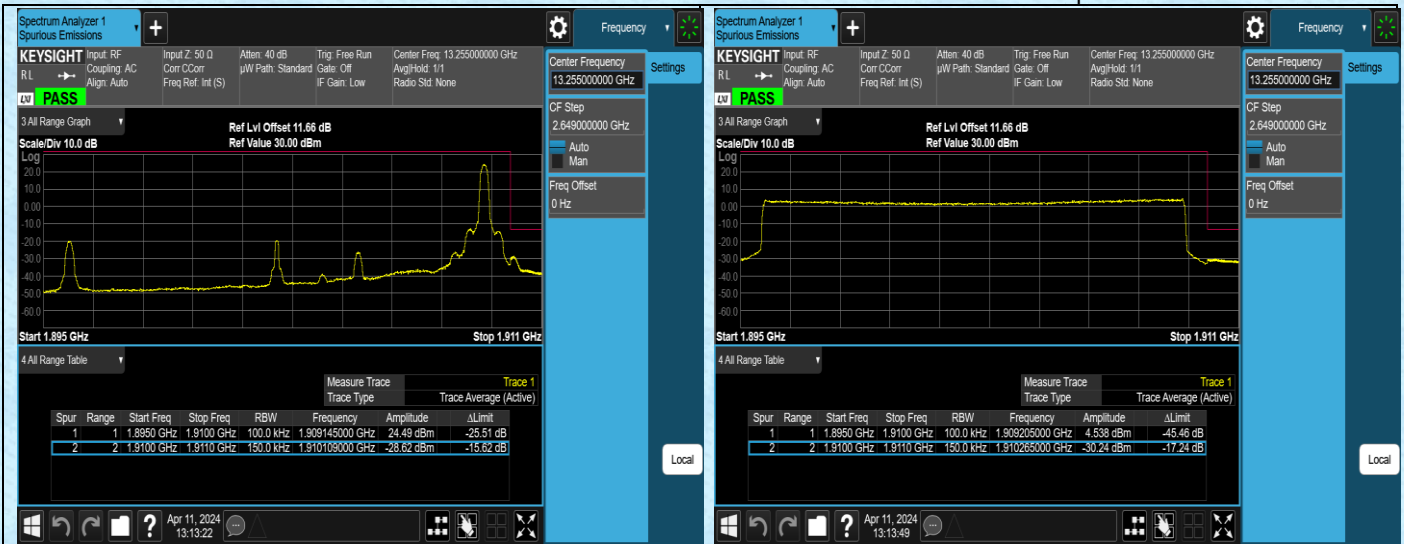 Spectrum Analyzer 1
Spurious Emissions
+
Frequency
KEYSIGHT
RL
LXI
PASS
Input: RF
Coupling: AC
Align: Auto
Input Z: 50 Ω
Corr CCorr
Freq Ref: Int (S)
Atten: 40 dB
µW Path: Standard
Trig: Free Run
Gate: Off
IF Gain: Low
Center Freq: 13.255000000 GHz
Avg|Hold: 1/1
Radio Std: None
Center Frequency
13.255000000 GHz
Settings
CF Step
2.649000000 GHz
Auto
Man
Freq Offset
0 Hz
3 All Range Graph
Ref Lvl Offset 11.66 dB
Scale/Div 10.0 dB
Ref Value 30.00 dBm
Log
20.0
10.0
0.00
-10.0
-20.0
-30.0
-40.0
-50.0
-60.0
Start 1.895 GHz
Stop 1.911 GHz
4 All Range Table
Measure Trace Trace 1
Trace Type Trace Average (Active)
Spur Range Start Freq Stop Freq RBW Frequency Amplitude ΔLimit
1 1 1.8950 GHz 1.9100 GHz 100.0 kHz 1.909145000 GHz 24.49 dBm -25.51 dB
2 2 1.9100 GHz 1.9110 GHz 150.0 kHz 1.910109000 GHz -28.62 dBm -15.62 dB
Local
?
Apr 11, 2024
13:13:22
Spectrum Analyzer 1
Spurious Emissions
+
Frequency
KEYSIGHT
RL
LXI
PASS
Input: RF
Coupling: AC
Align: Auto
Input Z: 50 Ω
Corr CCorr
Freq Ref: Int (S)
Atten: 40 dB
µW Path: Standard
Trig: Free Run
Gate: Off
IF Gain: Low
Center Freq: 13.255000000 GHz
Avg|Hold: 1/1
Radio Std: None
Center Frequency
13.255000000 GHz
Settings
CF Step
2.649000000 GHz
Auto
Man
Freq Offset
0 Hz
3 All Range Graph
Ref Lvl Offset 11.66 dB
Scale/Div 10.0 dB
Ref Value 30.00 dBm
Log
20.0
10.0
0.00
-10.0
-20.0
-30.0
-40.0
-50.0
-60.0
Start 1.895 GHz
Stop 1.911 GHz
4 All Range Table
Measure Trace Trace 1
Trace Type Trace Average (Active)
Spur Range Start Freq Stop Freq RBW Frequency Amplitude ΔLimit
1 1 1.8950 GHz 1.9100 GHz 100.0 kHz 1.909205000 GHz 4.538 dBm -45.46 dB
2 2 1.9100 GHz 1.9110 GHz 150.0 kHz 1.910265000 GHz -30.24 dBm -17.24 dB
Local
?
Apr 11, 2024
13:13:49